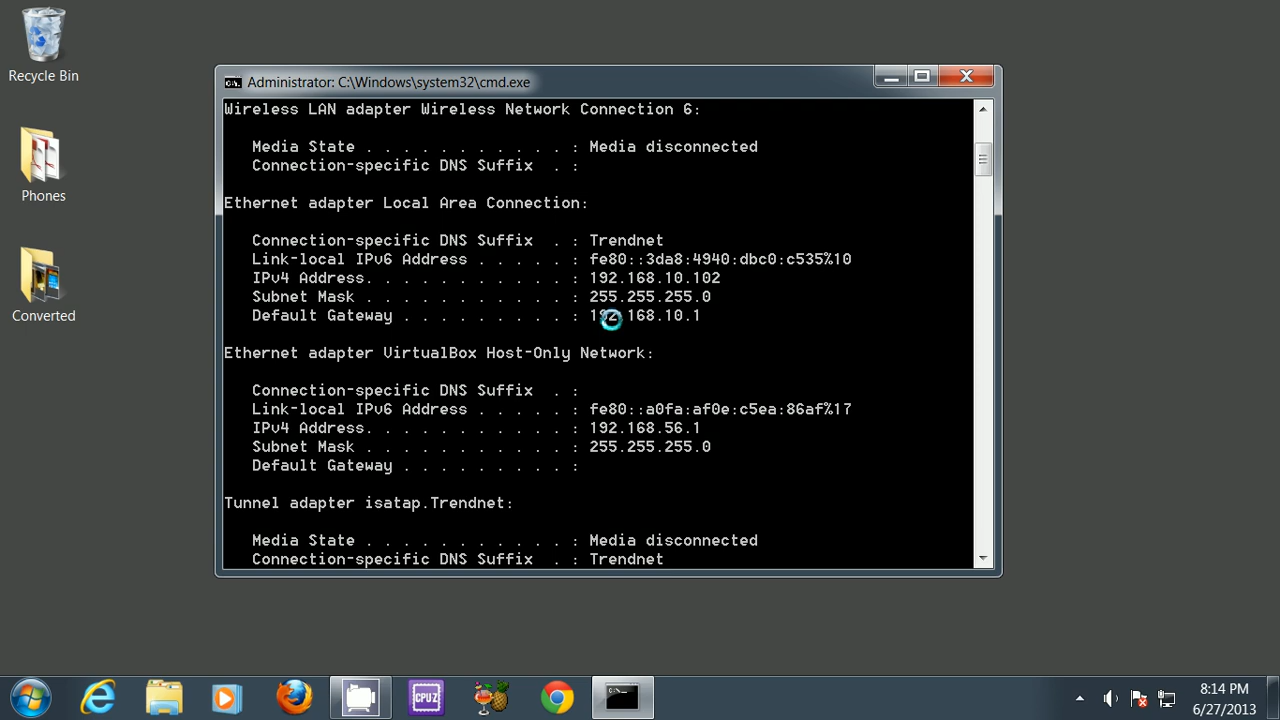 Recycle Bin
Phones
Converted
Administrator: C:\Windows\system32\cmd.exe
Wireless LAN adapter Wireless Network Connection 6:
Media State . . . . . . . . . . . : Media disconnected
Connection-specific DNS Suffix  . :
Ethernet adapter Local Area Connection:
Connection-specific DNS Suffix  . : Trendnet
Link-local IPv6 Address . . . . . : fe80::3da8:4940:dbc0:c535%10
IPv4 Address. . . . . . . . . . . : 192.168.10.102
Subnet Mask . . . . . . . . . . . : 255.255.255.0
Default Gateway . . . . . . . . . : 192.168.10.1
Ethernet adapter VirtualBox Host-Only Network:
Connection-specific DNS Suffix  . :
Link-local IPv6 Address . . . . . : fe80::a0fa:af0e:c5ea:86af%17
IPv4 Address. . . . . . . . . . . : 192.168.56.1
Subnet Mask . . . . . . . . . . . : 255.255.255.0
Default Gateway . . . . . . . . . :
Tunnel adapter isatap.Trendnet:
Media State . . . . . . . . . . . : Media disconnected
Connection-specific DNS Suffix  . : Trendnet
CPU-Z
8:14 PM
6/27/2013